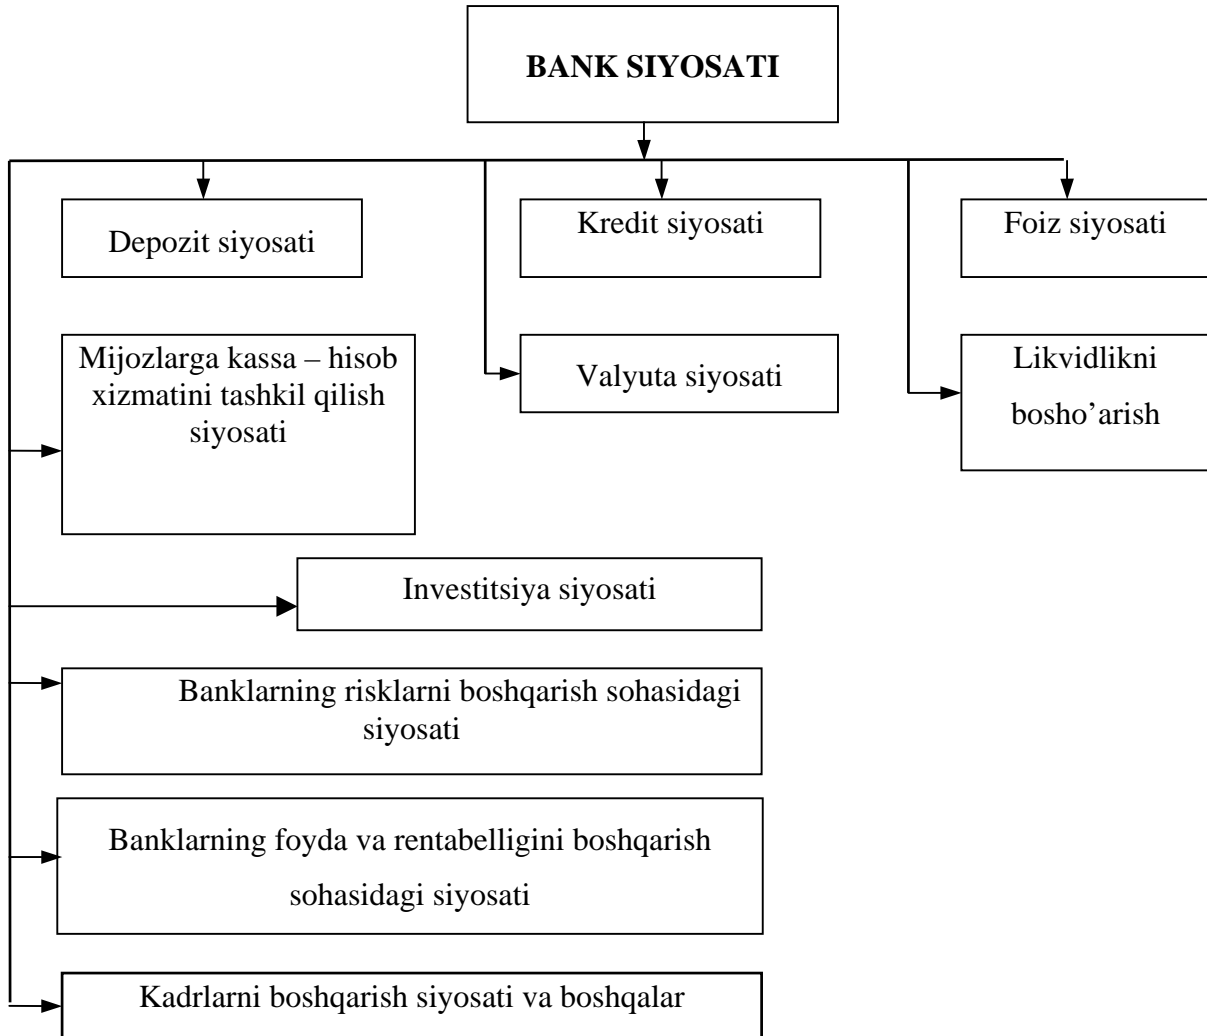 BANK SIYOSATI
Depozit siyosati
Kredit siyosati
Foiz siyosati
Mijozlarga kassa – hisob
xizmatini tashkil qilish
siyosati
Valyuta siyosati
Likvidlikni
bosho’arish
Investitsiya siyosati
Banklarning risklarni boshqarish sohasidagi
siyosati
Banklarning foyda va rentabelligini boshqarish
sohasidagi siyosati
Kadrlarni boshqarish siyosati va boshqalar